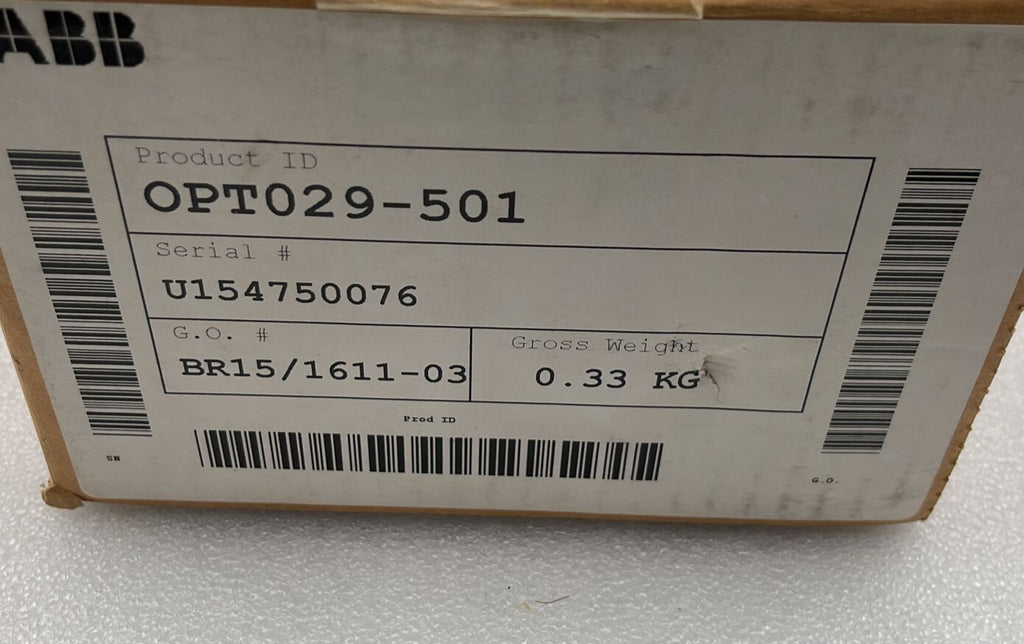 ABB
Product ID
OPT029-501
Serial #
U154750076
G.O. #
BR15/1611-03
Gross Weight
0.33 KG
Prod ID
SN
G.O.